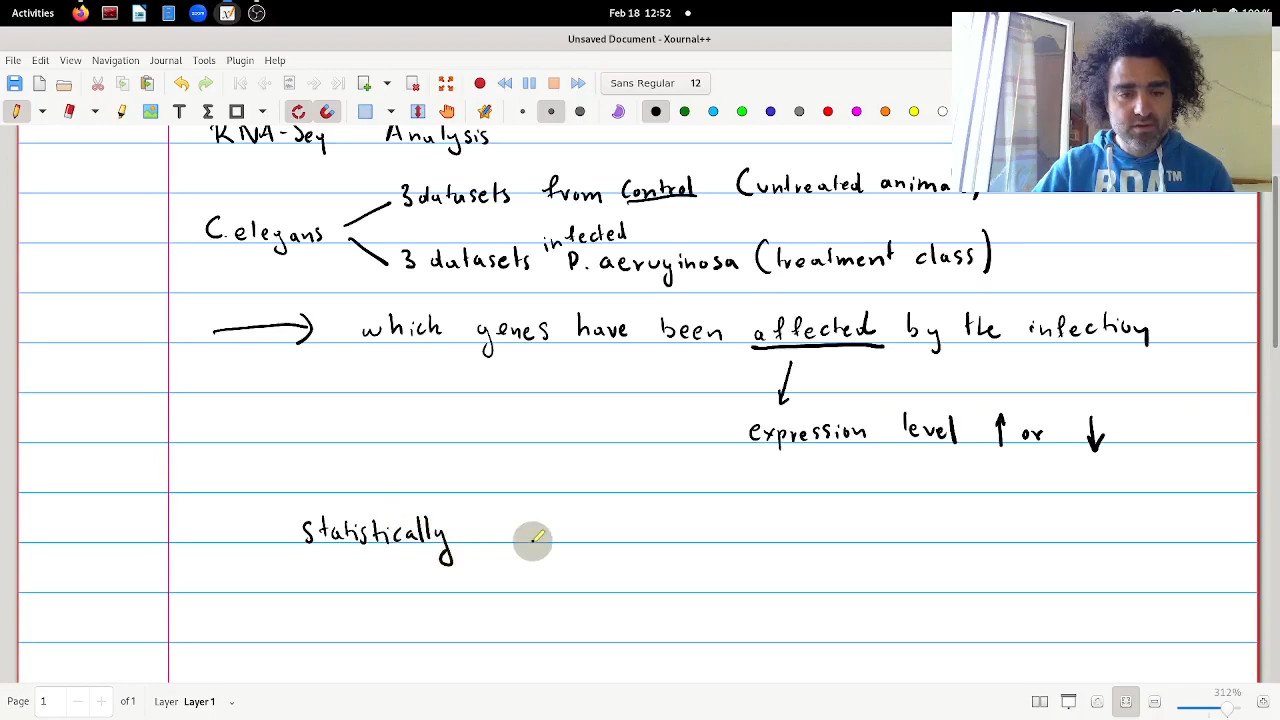 Activities
Feb 18 12:52
Unsaved Document - Xournal++
File Edit View Navigation Journal Tools Plugin Help
Sans Regular 12
RNA-Seq Analysis
3 datasets from control (untreated
C. elegans
3 datasets infected P. aeruginosa (treatment class)
which genes have been affected by the infection
expression level ↑ or ↓
Statistically
BDA™
Page 1 of 1 Layer Layer 1
312%